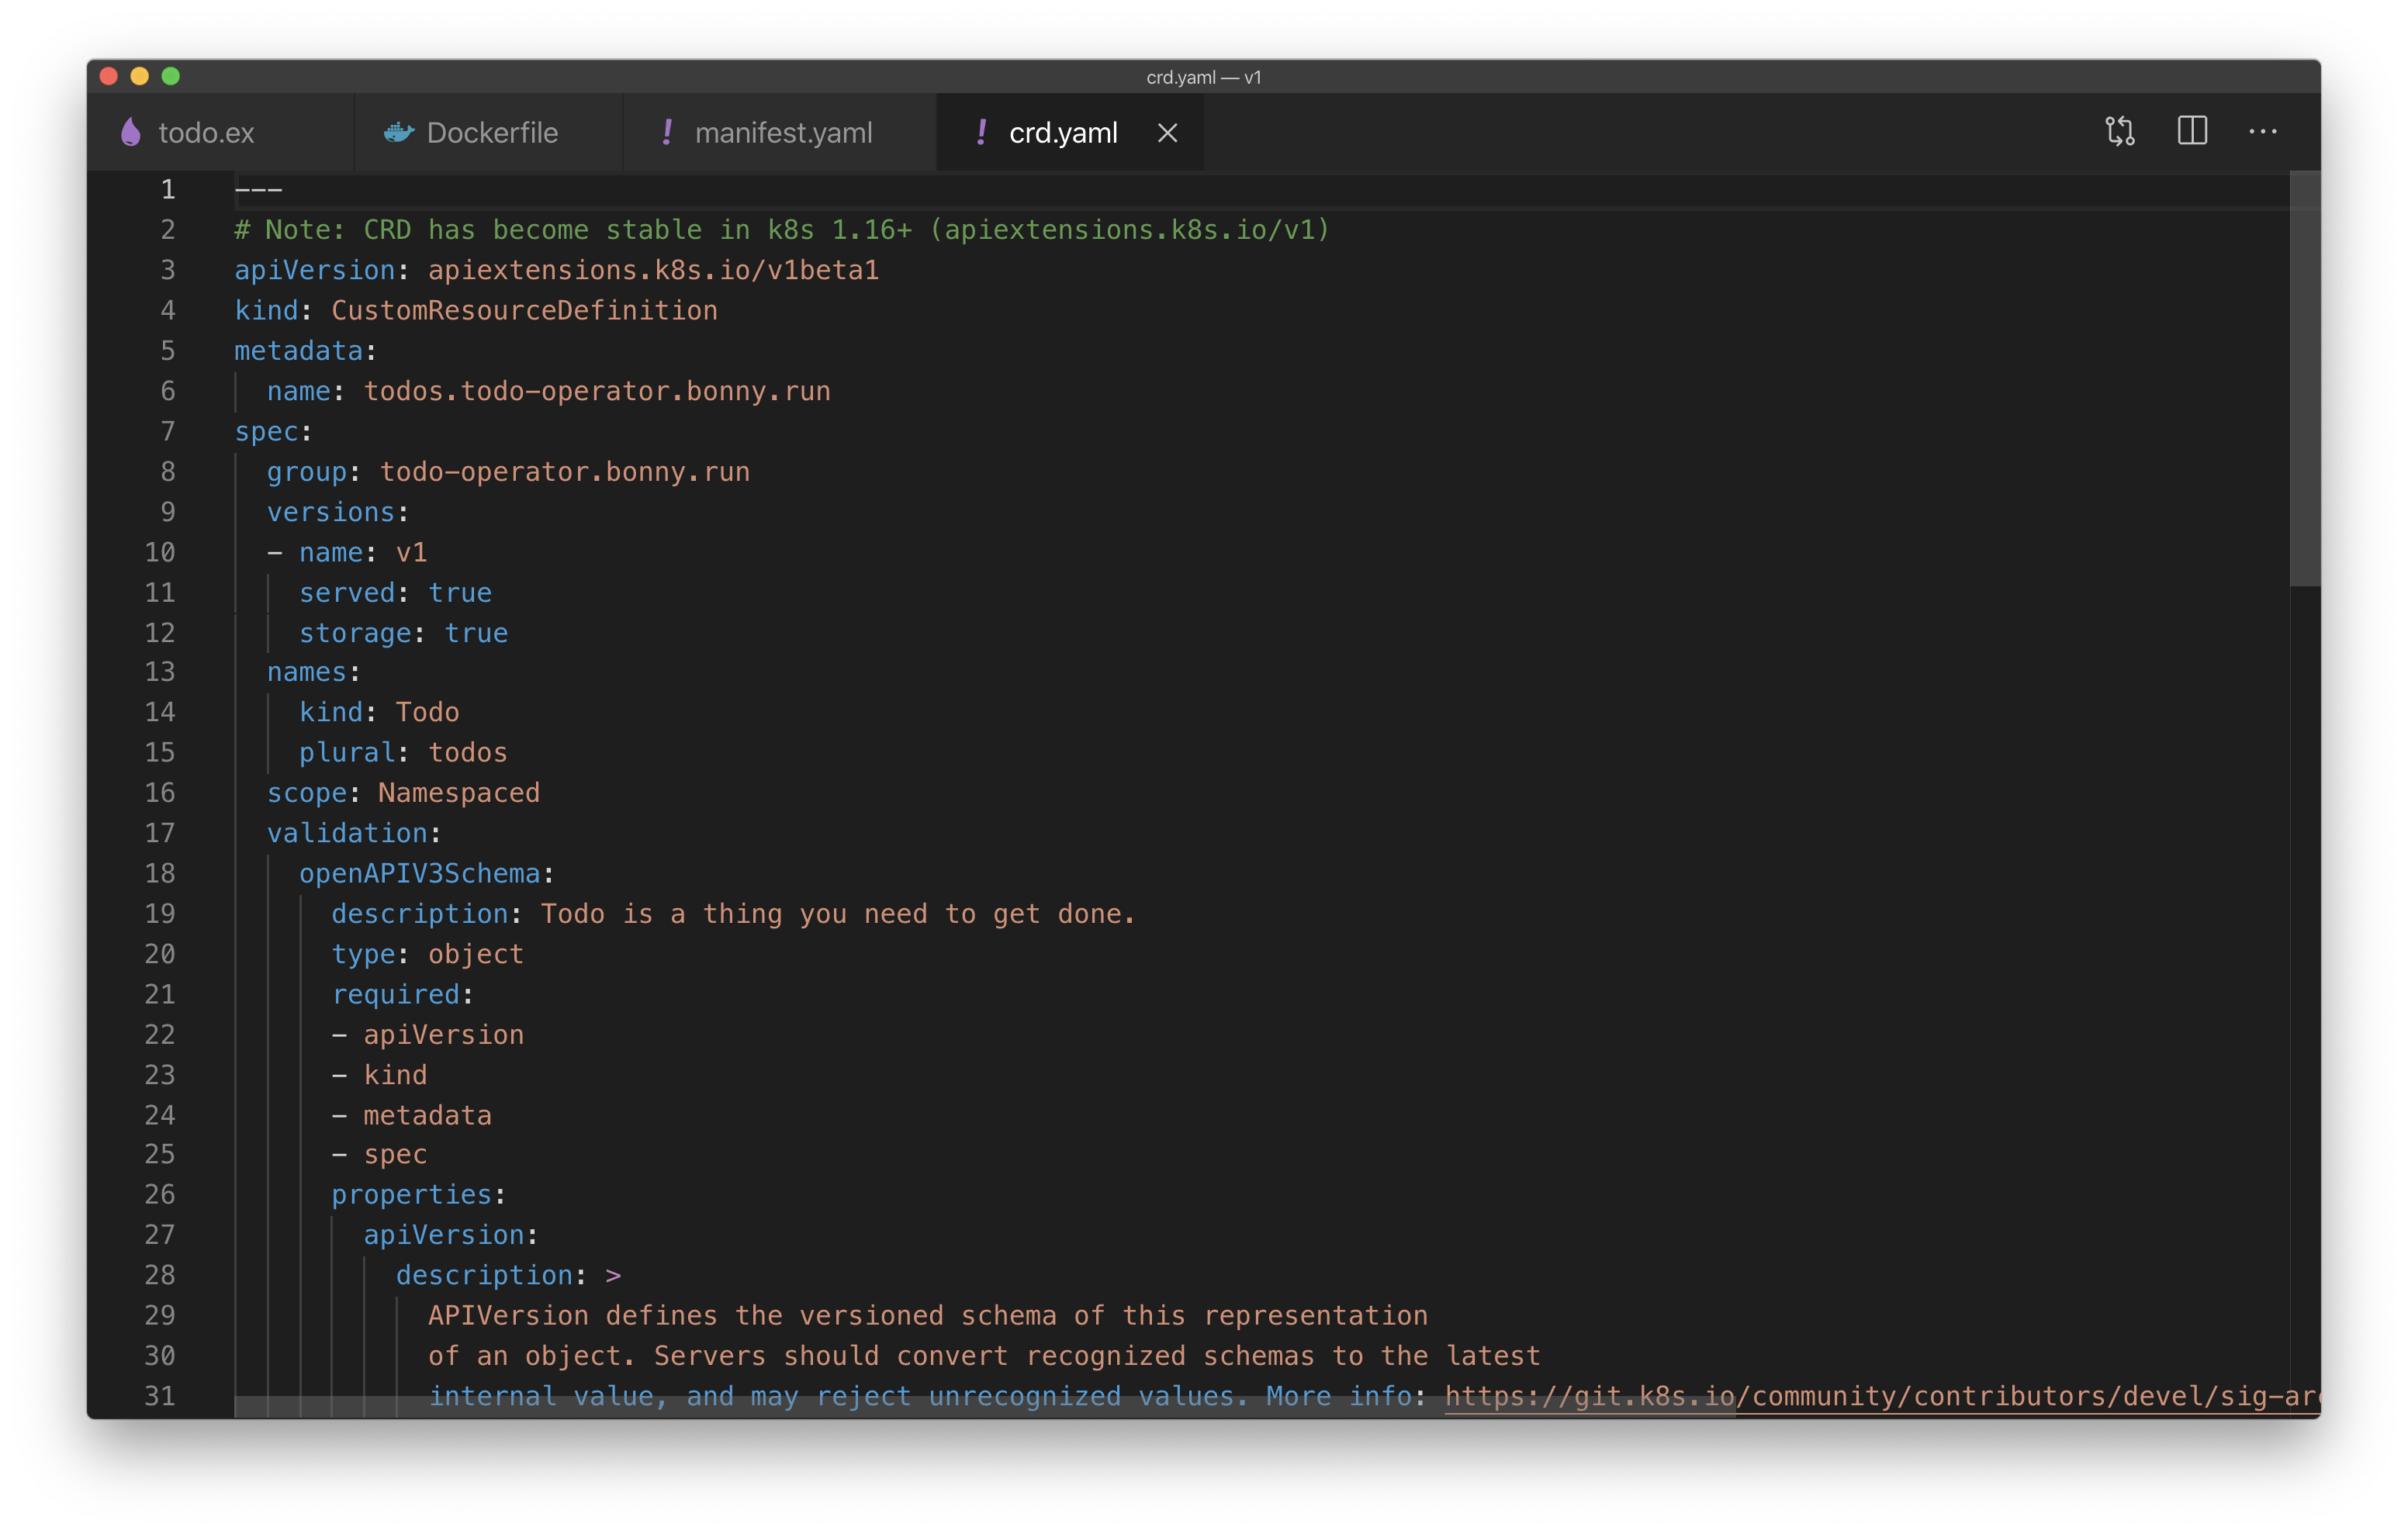 crd.yaml — v1
todo.ex
Dockerfile
! manifest.yaml
! crd.yaml
1 ---
2 # Note: CRD has become stable in k8s 1.16+ (apiextensions.k8s.io/v1)
3 apiVersion: apiextensions.k8s.io/v1beta1
4 kind: CustomResourceDefinition
5 metadata:
6   name: todos.todo-operator.bonny.run
7 spec:
8   group: todo-operator.bonny.run
9   versions:
10   - name: v1
11     served: true
12     storage: true
13   names:
14     kind: Todo
15     plural: todos
16   scope: Namespaced
17   validation:
18     openAPIV3Schema:
19       description: Todo is a thing you need to get done.
20       type: object
21       required:
22       - apiVersion
23       - kind
24       - metadata
25       - spec
26       properties:
27         apiVersion:
28           description: >
29             APIVersion defines the versioned schema of this representation
30             of an object. Servers should convert recognized schemas to the latest
31             internal value, and may reject unrecognized values. More info: https://git.k8s.io/community/contributors/devel/sig-ar